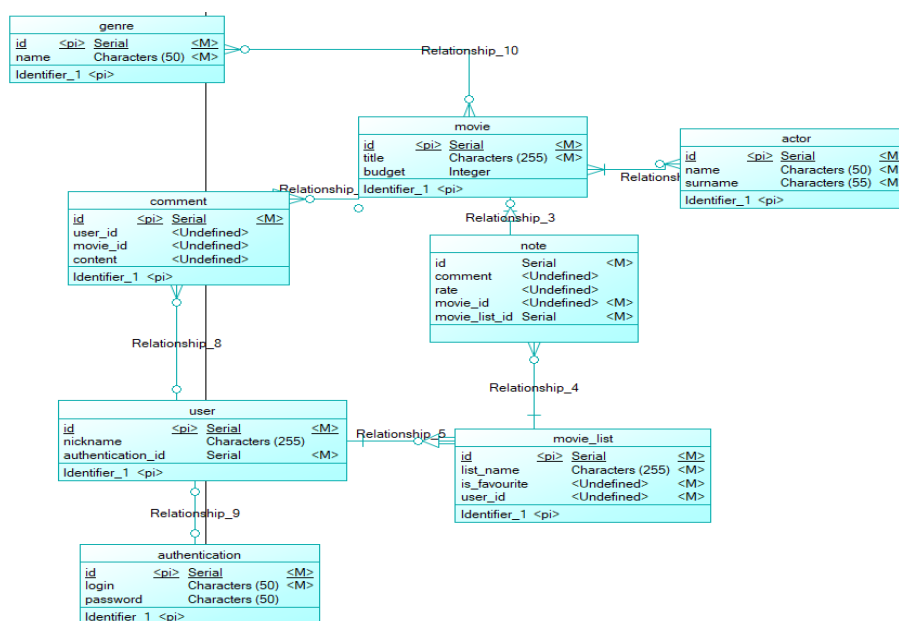 genre
id <pi> Serial <M>
name Characters (50) <M>
Identifier_1 <pi>
Relationship_10
movie
id <pi> Serial <M>
title Characters (255) <M>
budget Integer
Identifier_1 <pi>
actor
id <pi> Serial <M>
name Characters (50) <M>
surname Characters (55) <M>
Identifier_1 <pi>
Relationship_
comment
id <pi> Serial <M>
user_id <Undefined>
movie_id <Undefined>
content <Undefined>
Identifier_1 <pi>
Relationship_3
note
id Serial <M>
comment <Undefined>
rate <Undefined>
movie_id <Undefined> <M>
movie_list_id Serial <M>
Relationship_8
Relationship_4
user
id <pi> Serial <M>
nickname Characters (255)
authentication_id Serial <M>
Identifier_1 <pi>
Relationship_5
movie_list
id <pi> Serial <M>
list_name Characters (255) <M>
is_favourite <Undefined> <M>
user_id <Undefined> <M>
Identifier_1 <pi>
Relationship_9
authentication
id <pi> Serial <M>
login Characters (50) <M>
password Characters (50)
Identifier_1 <pi>